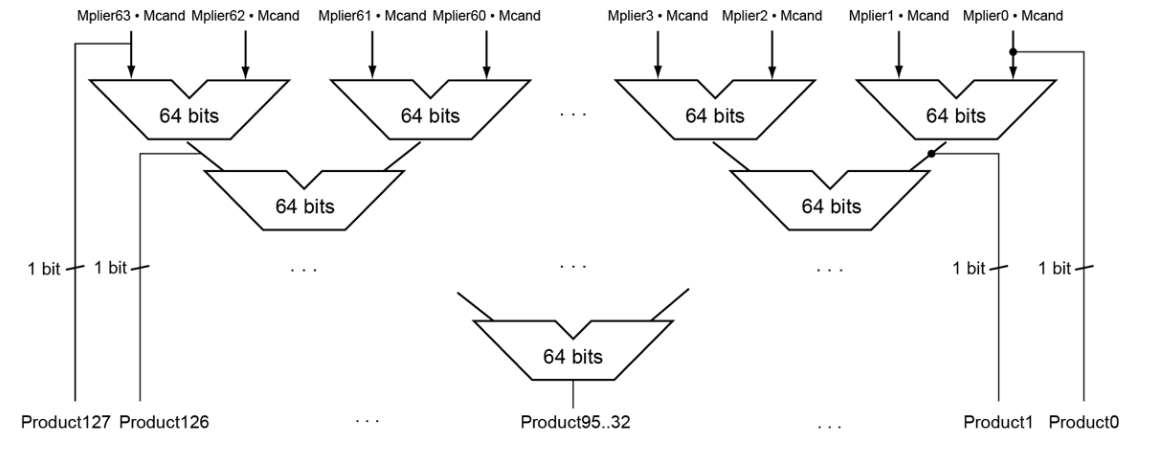 Mplier63 • Mcand Mplier62 • Mcand Mplier61 • Mcand Mplier60 • Mcand Mplier3 • Mcand Mplier2 • Mcand Mplier1 • Mcand Mplier0 • Mcand
64 bits 64 bits . . . 64 bits 64 bits
64 bits 64 bits
1 bit 1 bit . . . . . . . . . 1 bit 1 bit
64 bits
Product127 Product126 . . . Product95..32 . . . Product1 Product0